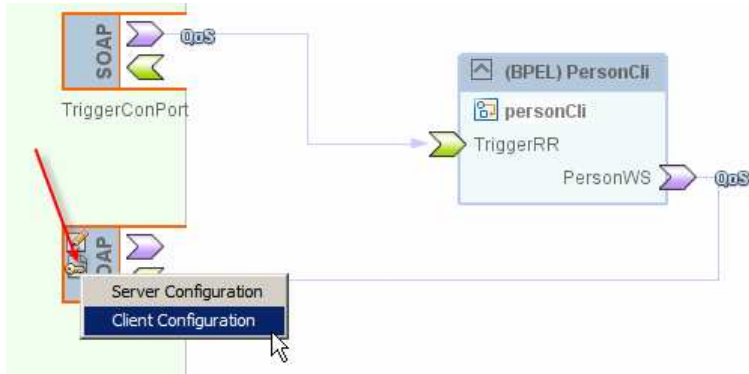 SOAP
QoS
TriggerConPort
(BPEL) PersonCli
personCli
TriggerRR
PersonWS
QoS
SOAP
Server Configuration
Client Configuration